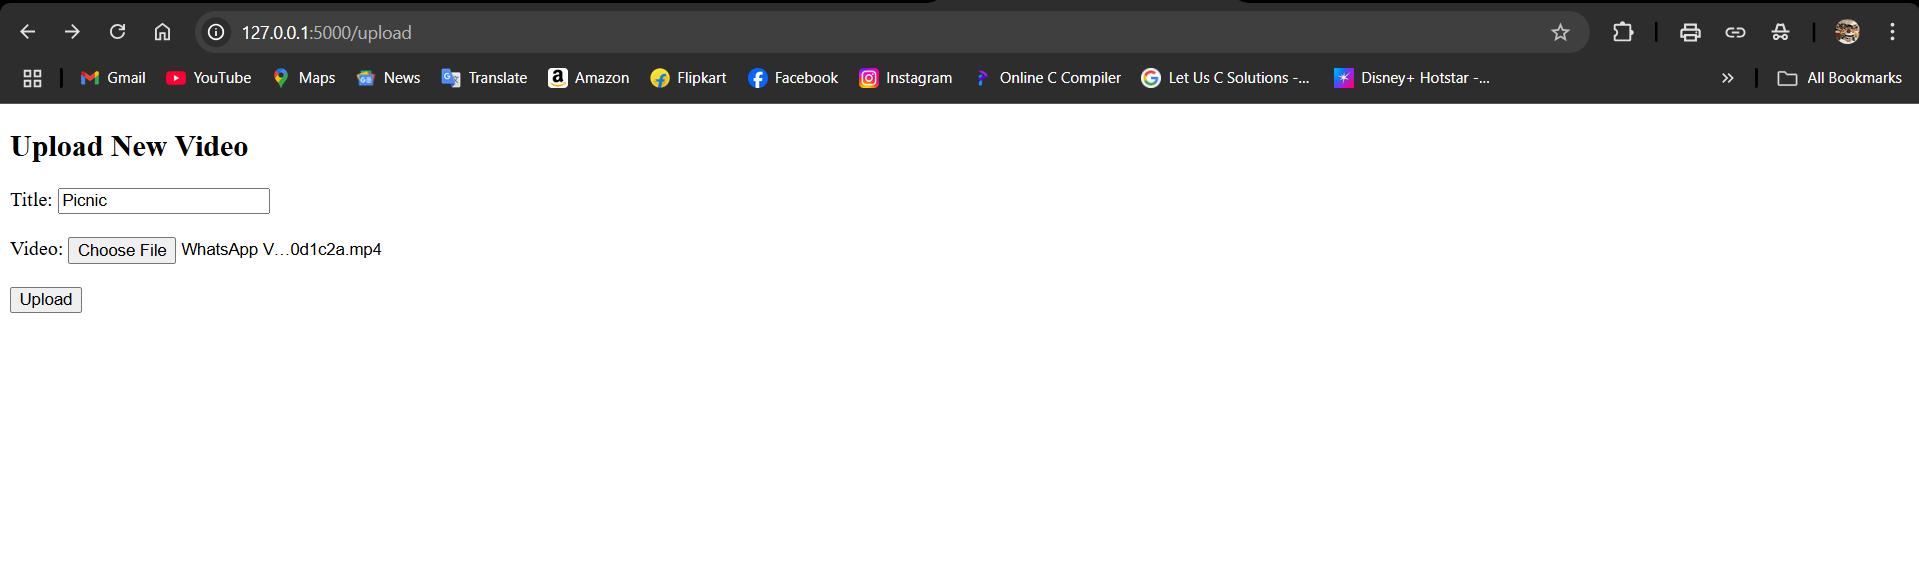 127.0.0.1:5000/upload
Gmail YouTube Maps News Translate Amazon Flipkart Facebook Instagram Online C Compiler Let Us C Solutions -... Disney+ Hotstar -... » All Bookmarks
Upload New Video
Title: Picnic
Video: Choose File WhatsApp V...0d1c2a.mp4
Upload